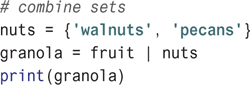 # combine sets
nuts = {'walnuts', 'pecans'}
granola = fruit | nuts
print(granola)